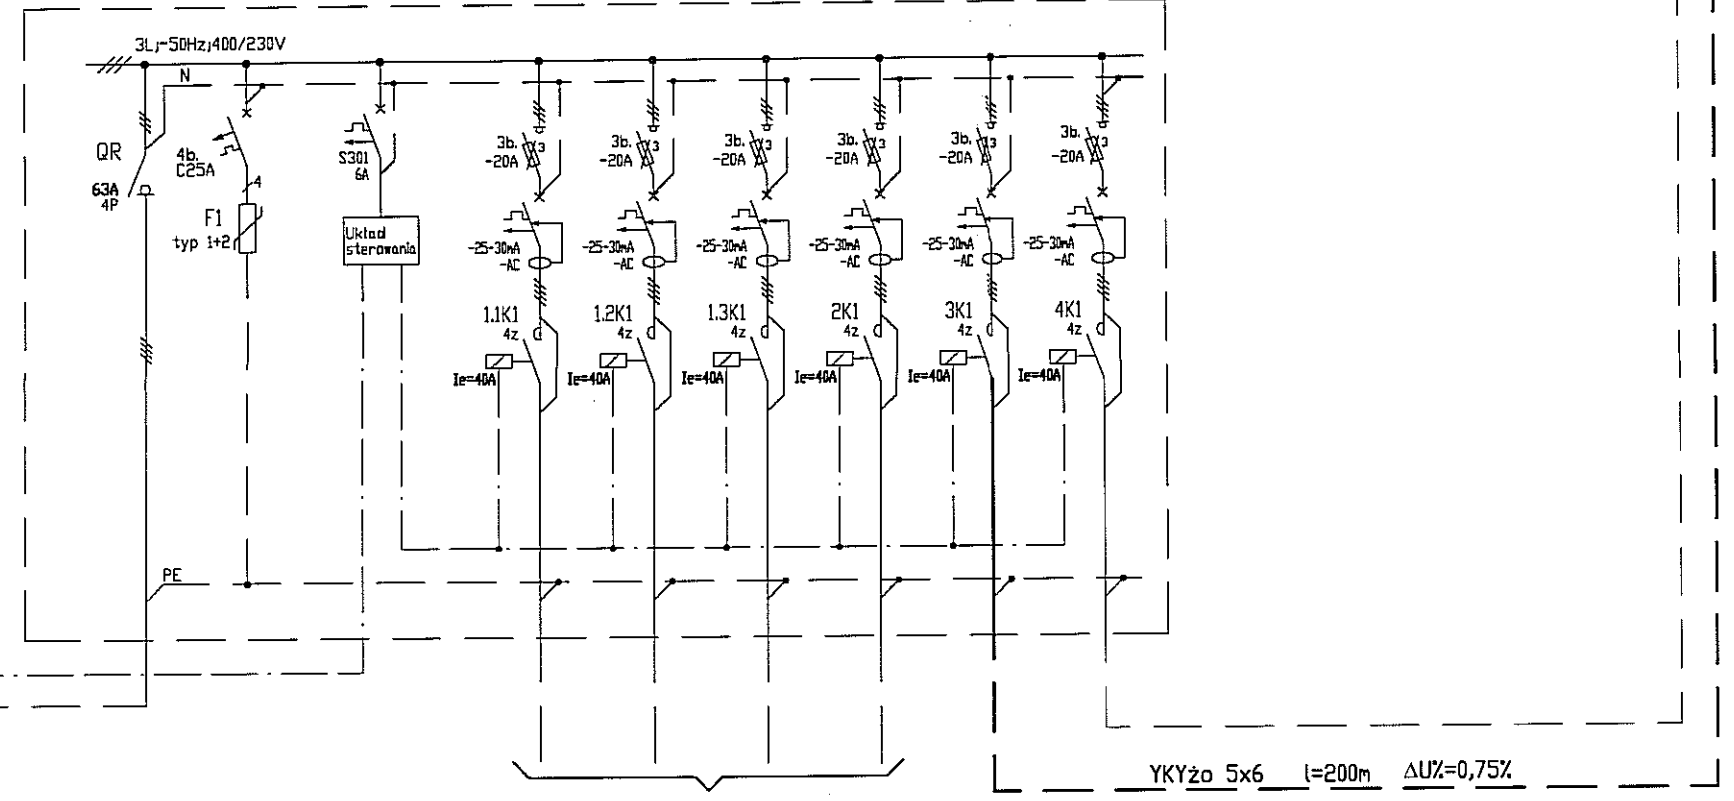 3L,~50Hz,400/230V
N
QR
63A
4P
4b.
C25A
4
F1
typ 1+2
S301
6A
Układ
sterowania
3b.
-20A
3
-25-30mA
-AC
1.1K1
4z
Ie=40A
3b.
-20A
3
-25-30mA
-AC
1.2K1
4z
Ie=40A
3b.
-20A
3
-25-30mA
-AC
1.3K1
4z
Ie=40A
3b.
-20A
3
-25-30mA
-AC
2K1
4z
Ie=40A
3b.
-20A
3
-25-30mA
-AC
3K1
4z
Ie=40A
3b.
-20A
3
-25-30mA
-AC
4K1
4z
Ie=40A
PE
YKYżo 5x6 l=200m ΔU%=0,75%